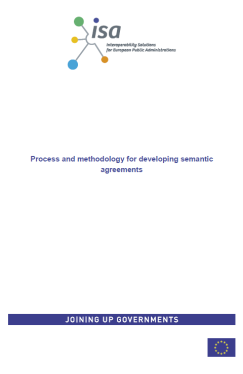 isa
Interoperability Solutions
for European Public Administrations
Process and methodology for developing semantic
agreements
JOINING UP GOVERNMENTS